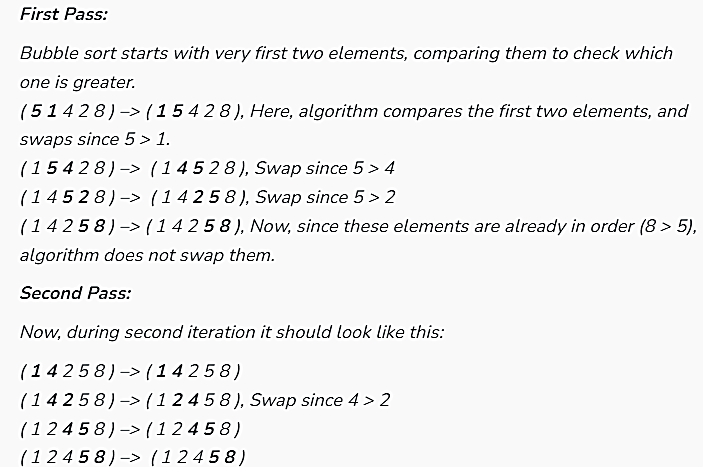 First Pass:
Bubble sort starts with very first two elements, comparing them to check which
one is greater.
( 5 1 4 2 8 ) –> ( 1 5 4 2 8 ), Here, algorithm compares the first two elements, and
swaps since 5 > 1.
( 1 5 4 2 8 ) –> ( 1 4 5 2 8 ), Swap since 5 > 4
( 1 4 5 2 8 ) –> ( 1 4 2 5 8 ), Swap since 5 > 2
( 1 4 2 5 8 ) –> ( 1 4 2 5 8 ), Now, since these elements are already in order (8 > 5),
algorithm does not swap them.
Second Pass:
Now, during second iteration it should look like this:
( 1 4 2 5 8 ) –> ( 1 4 2 5 8 )
( 1 4 2 5 8 ) –> ( 1 2 4 5 8 ), Swap since 4 > 2
( 1 2 4 5 8 ) –> ( 1 2 4 5 8 )
( 1 2 4 5 8 ) –> ( 1 2 4 5 8 )